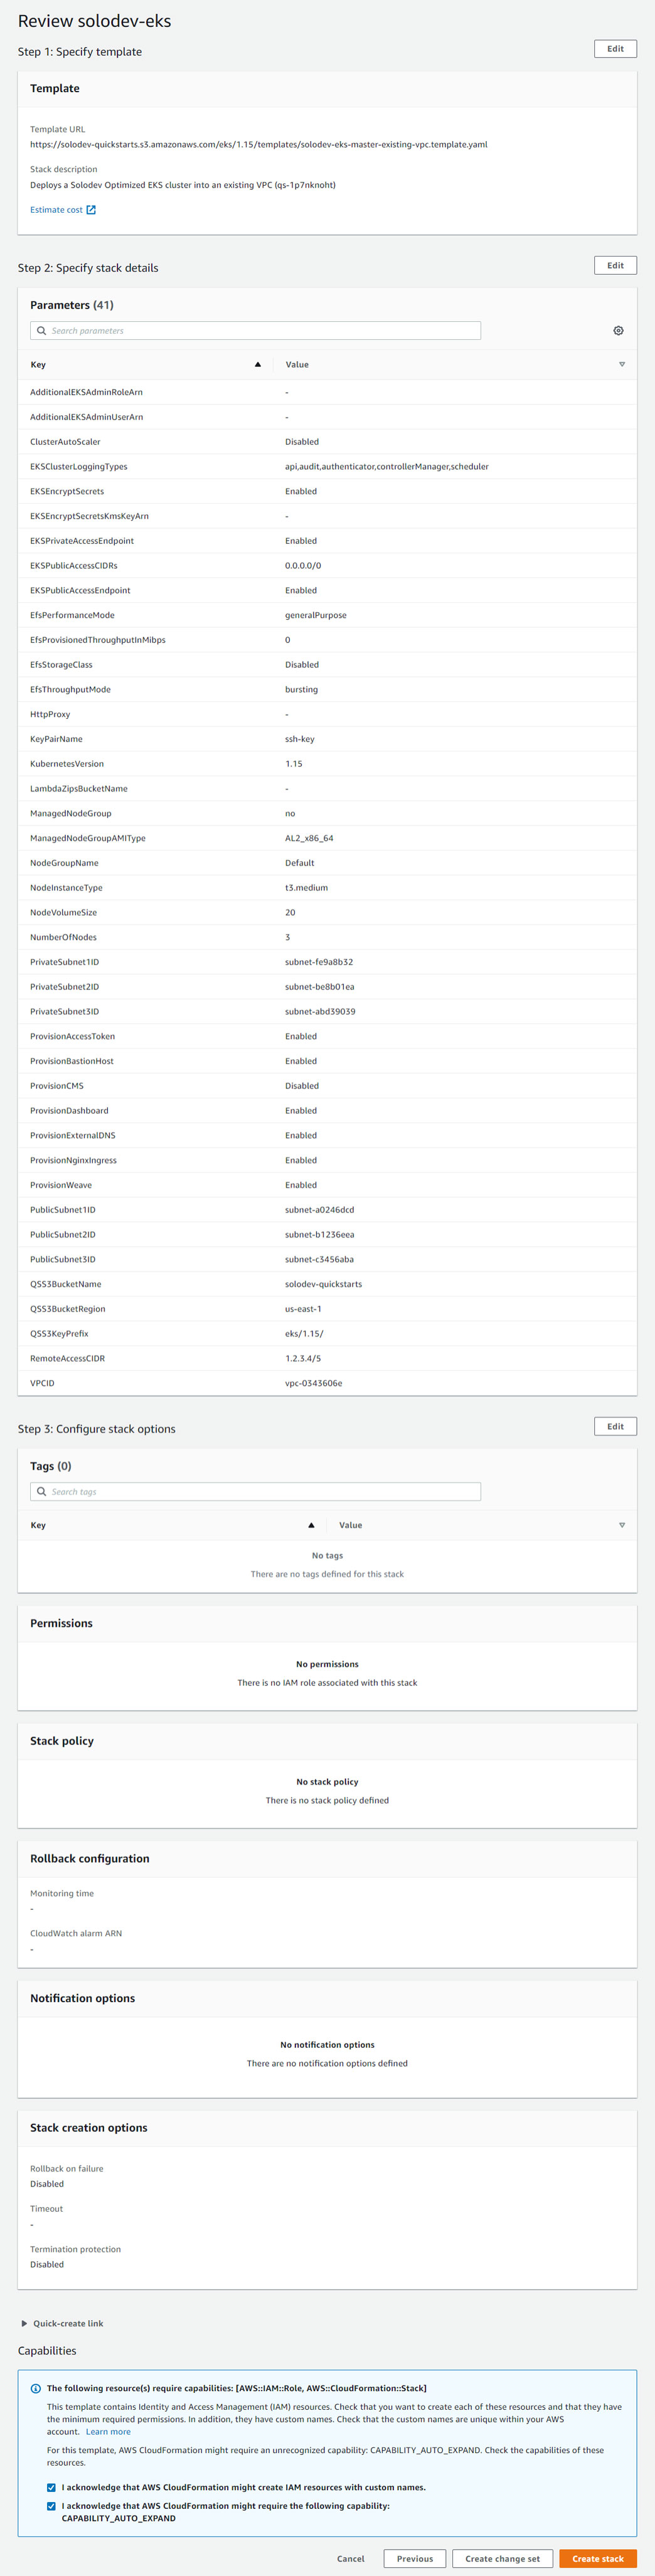 Review solodev-eks
Step 1: Specify template
Edit
Template
Template URL
https://solodev-quickstarts.s3.amazonaws.com/eks/1.15/templates/solodev-eks-master-existing-vpc.template.yaml
Stack description
Deploys a Solodev Optimized EKS cluster into an existing VPC (qs-1p7nknoht)
Estimate cost
Step 2: Specify stack details
Edit
Parameters (41)
Search parameters
Key Value
AdditionalEKSAdminRoleArn -
AdditionalEKSAdminUserArn -
ClusterAutoScaler Disabled
EKSClusterLoggingTypes api,audit,authenticator,controllerManager,scheduler
EKSEncryptSecrets Enabled
EKSEncryptSecretsKmsKeyArn -
EKSPrivateAccessEndpoint Enabled
EKSPublicAccessCIDRs 0.0.0.0/0
EKSPublicAccessEndpoint Enabled
EfsPerformanceMode generalPurpose
EfsProvisionedThroughputInMibps 0
EfsStorageClass Disabled
EfsThroughputMode bursting
HttpProxy -
KeyPairName ssh-key
KubernetesVersion 1.15
LambdaZipsBucketName -
ManagedNodeGroup no
ManagedNodeGroupAMIType AL2_x86_64
NodeGroupName Default
NodeInstanceType t3.medium
NodeVolumeSize 20
NumberOfNodes 3
PrivateSubnet1ID subnet-fe9a8b32
PrivateSubnet2ID subnet-be8b01ea
PrivateSubnet3ID subnet-abd39039
ProvisionAccessToken Enabled
ProvisionBastionHost Enabled
ProvisionCMS Disabled
ProvisionDashboard Enabled
ProvisionExternalDNS Enabled
ProvisionNginxIngress Enabled
ProvisionWeave Enabled
PublicSubnet1ID subnet-a0246dcd
PublicSubnet2ID subnet-b1236eea
PublicSubnet3ID subnet-c3456aba
QSS3BucketName solodev-quickstarts
QSS3BucketRegion us-east-1
QSS3KeyPrefix eks/1.15/
RemoteAccessCIDR 1.2.3.4/5
VPCID vpc-0343606e
Step 3: Configure stack options
Edit
Tags (0)
Search tags
Key Value
No tags
There are no tags defined for this stack
Permissions
No permissions
There is no IAM role associated with this stack
Stack policy
No stack policy
There is no stack policy defined
Rollback configuration
Monitoring time
-
CloudWatch alarm ARN
-
Notification options
No notification options
There are no notification options defined
Stack creation options
Rollback on failure
Disabled
Timeout
-
Termination protection
Disabled
Quick-create link
Capabilities
The following resource(s) require capabilities: [AWS::IAM::Role, AWS::CloudFormation::Stack]
This template contains Identity and Access Management (IAM) resources. Check that you want to create each of these resources and that they have
the minimum required permissions. In addition, they have custom names. Check that the custom names are unique within your AWS
account. Learn more
For this template, AWS CloudFormation might require an unrecognized capability: CAPABILITY_AUTO_EXPAND. Check the capabilities of these
resources.
I acknowledge that AWS CloudFormation might create IAM resources with custom names.
I acknowledge that AWS CloudFormation might require the following capability:
CAPABILITY_AUTO_EXPAND
Cancel Previous Create change set Create stack